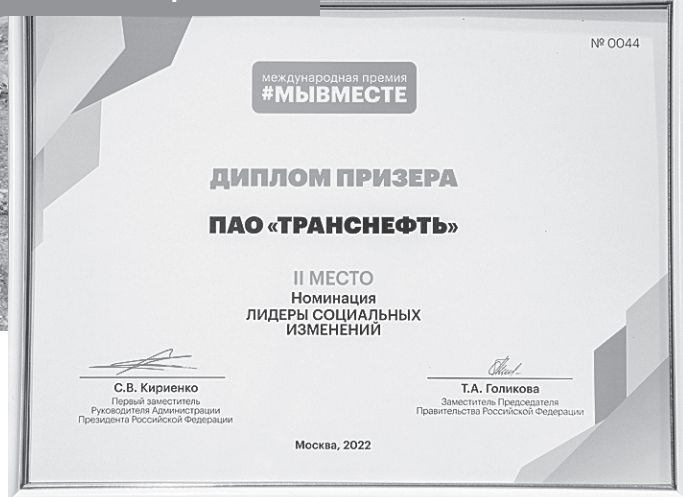 № 0044
международная премия
#МЫВМЕСТЕ
ДИПЛОМ ПРИЗЕРА
ПАО «ТРАНСНЕФТЬ»
II МЕСТО
Номинация
ЛИДЕРЫ СОЦИАЛЬНЫХ
ИЗМЕНЕНИЙ
С.В. Кириенко
Первый заместитель
Руководителя Администрации
Президента Российской Федерации
Т.А. Голикова
Заместитель Председателя
Правительства Российской Федерации
Москва, 2022